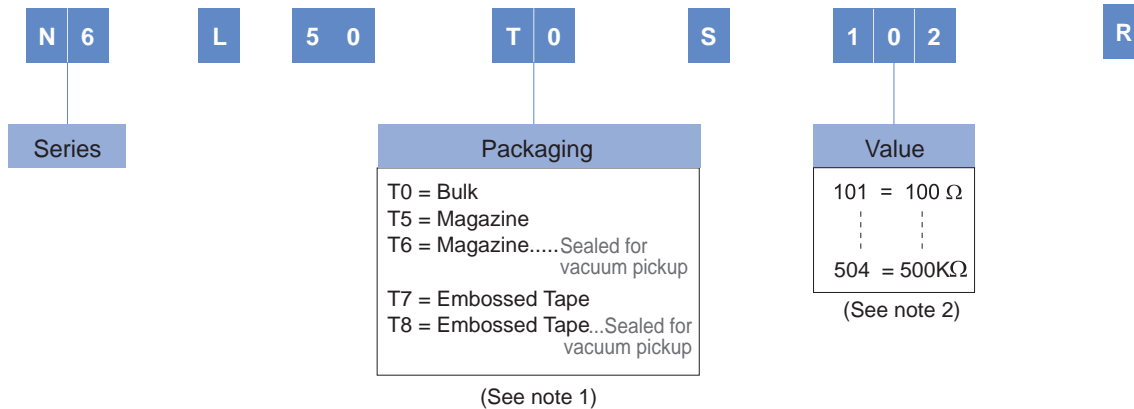 N 6 L 5 0 T 0 S 1 0 2 R
Series
Packaging
T0 = Bulk
T5 = Magazine
T6 = Magazine.....Sealed for
vacuum pickup
T7 = Embossed Tape
T8 = Embossed Tape...Sealed for
vacuum pickup
(See note 1)
Value
101 = 100 Ω
504 = 500KΩ
(See note 2)